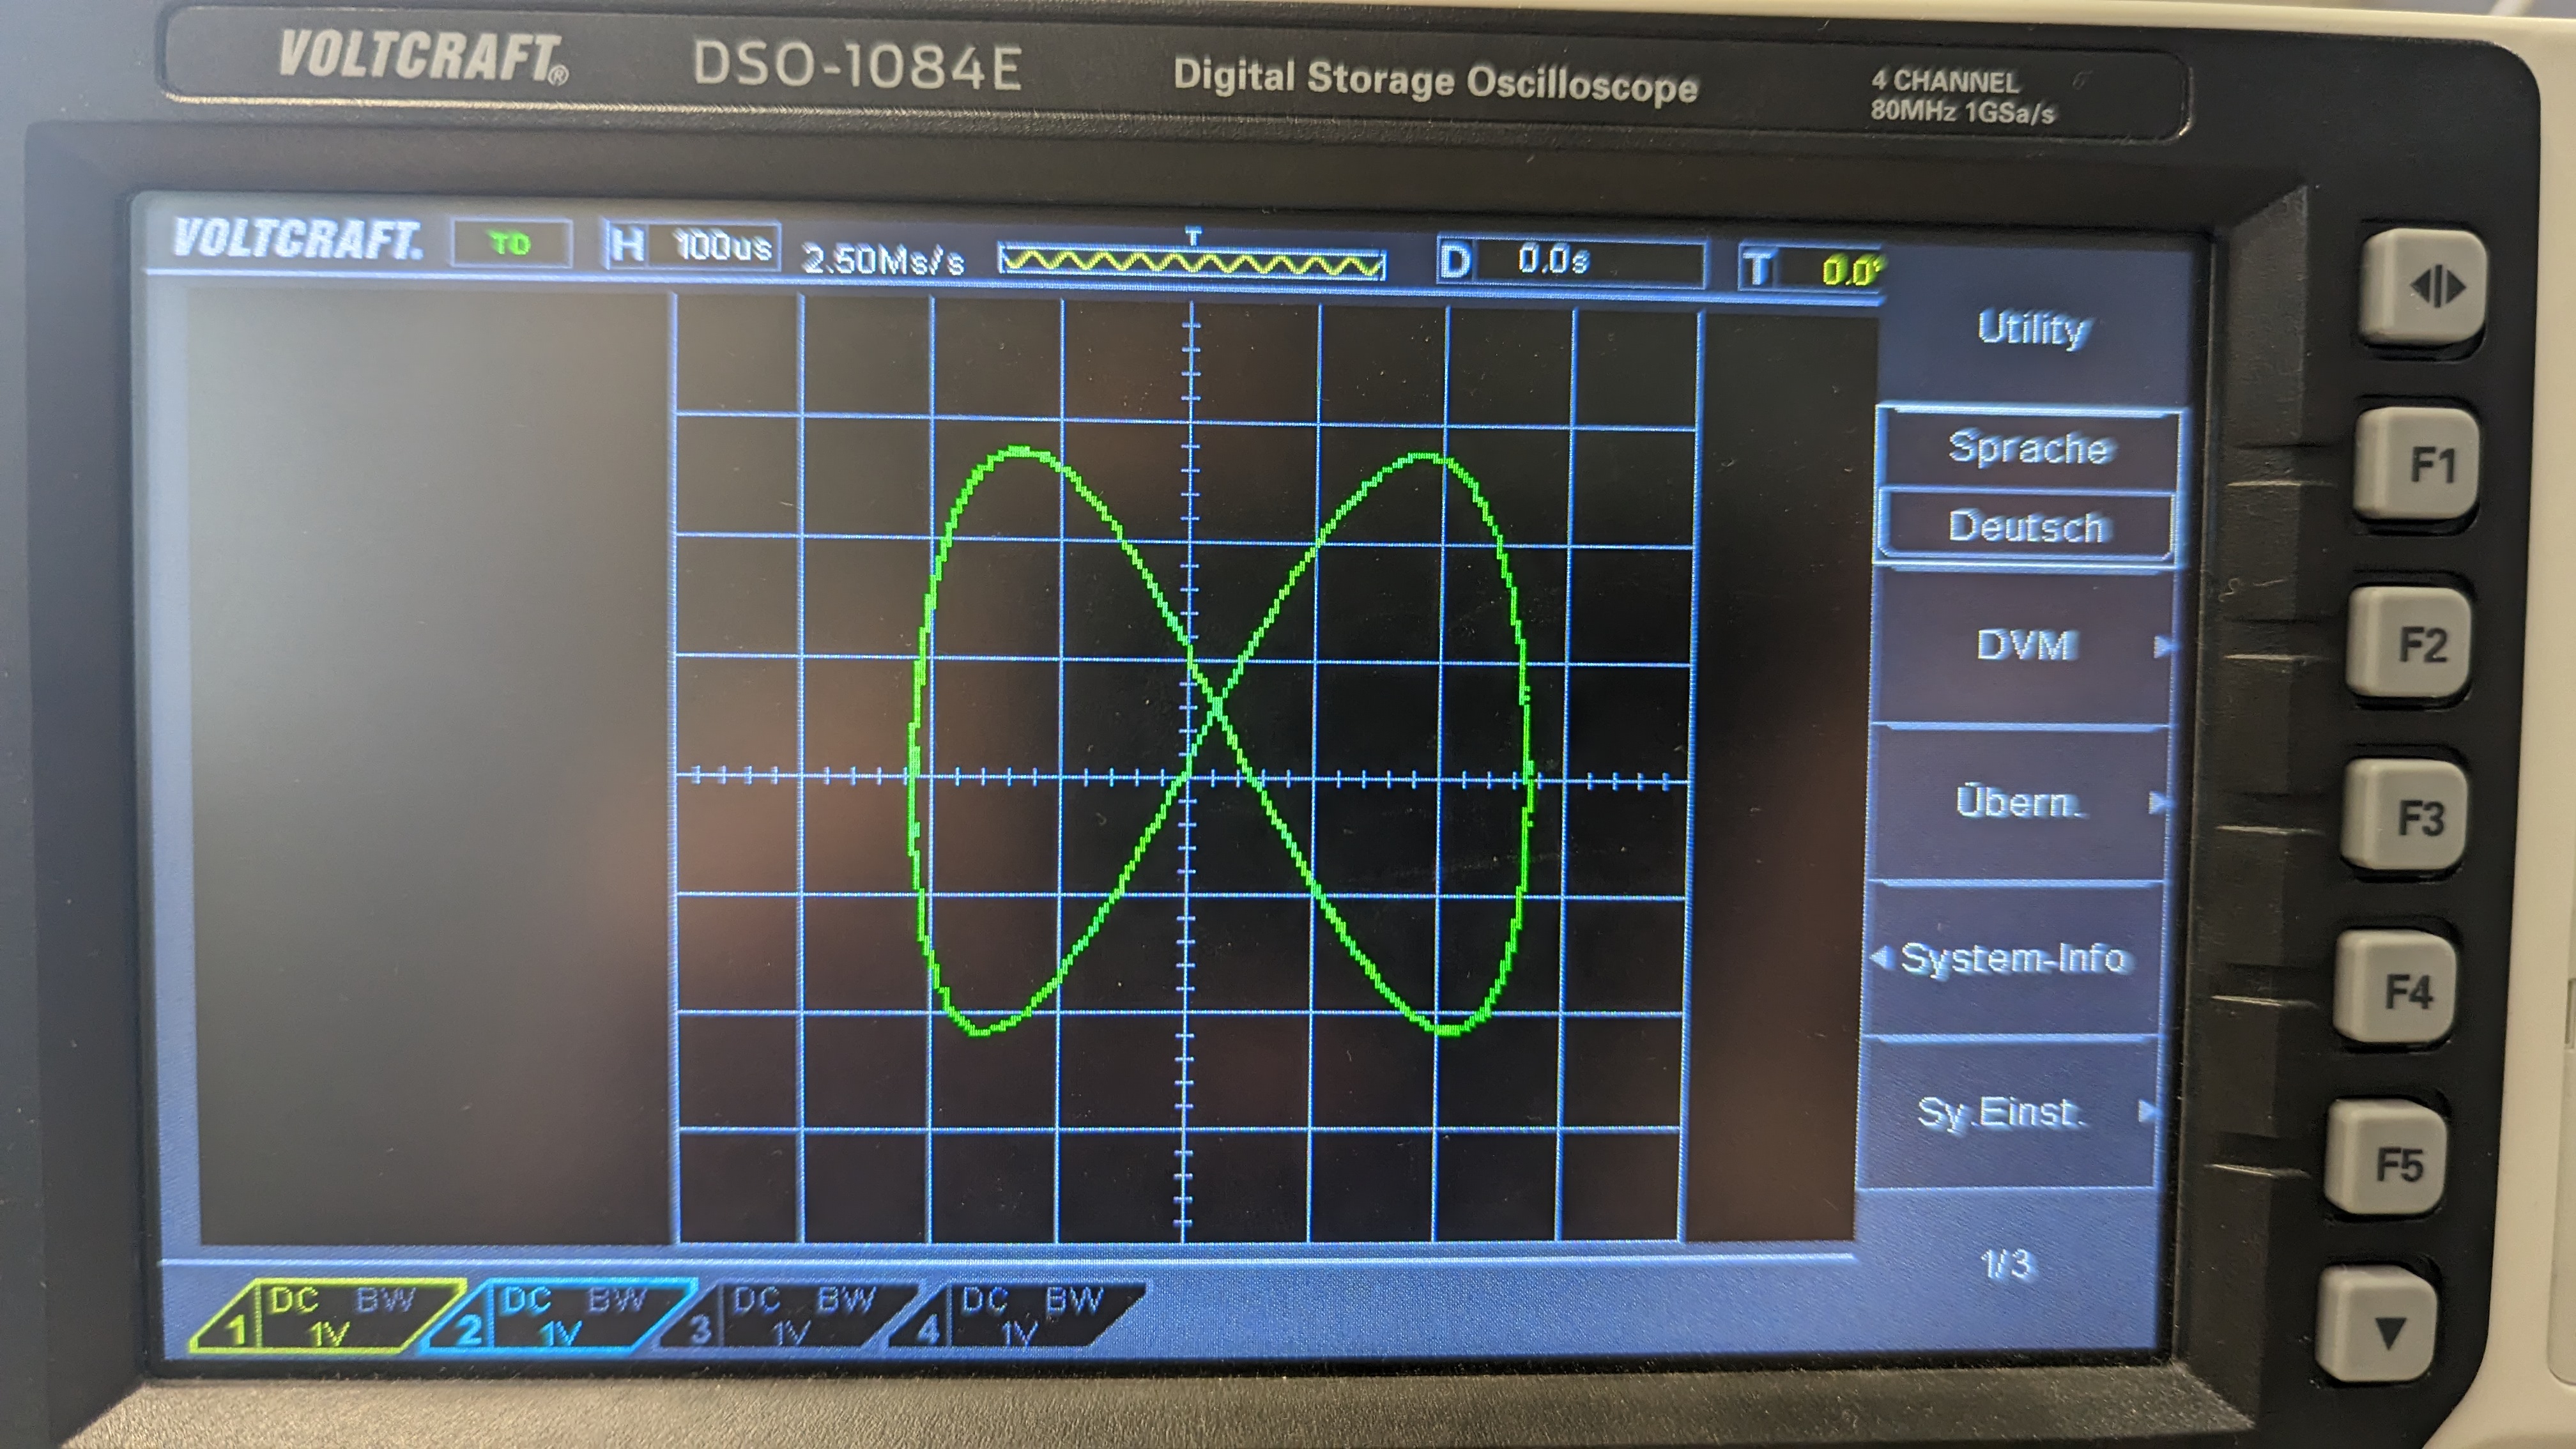 VOLTCRAFT®
DSO-1084E
Digital Storage Oscilloscope
4 CHANNEL
80MHz 1GSa/s
VOLTCRAFT.
TD
H 100us
2.50Ms/s
T
D 0.0s
T 0.0
Utility
Sprache
Deutsch
DVM
Übern.
System-Info
Sy.Einst.
1/3
F1
F2
F3
F4
F5
1 DC BW
1V
2 DC BW
1V
3 DC BW
1V
4 DC BW
1V